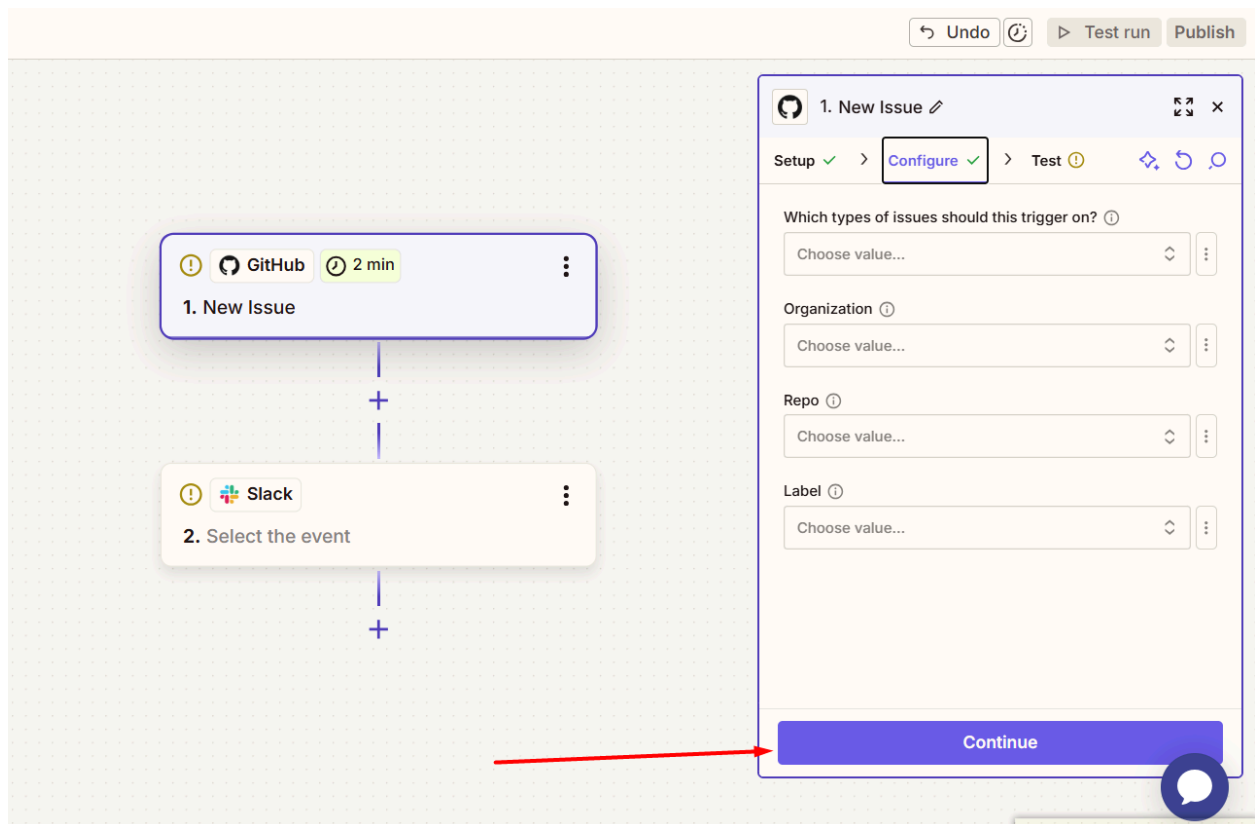 Undo
Test run
Publish
1. New Issue
Setup
Configure
Test
Which types of issues should this trigger on?
Choose value...
Organization
Choose value...
Repo
Choose value...
Label
Choose value...
Continue
GitHub
2 min
1. New Issue
Slack
2. Select the event